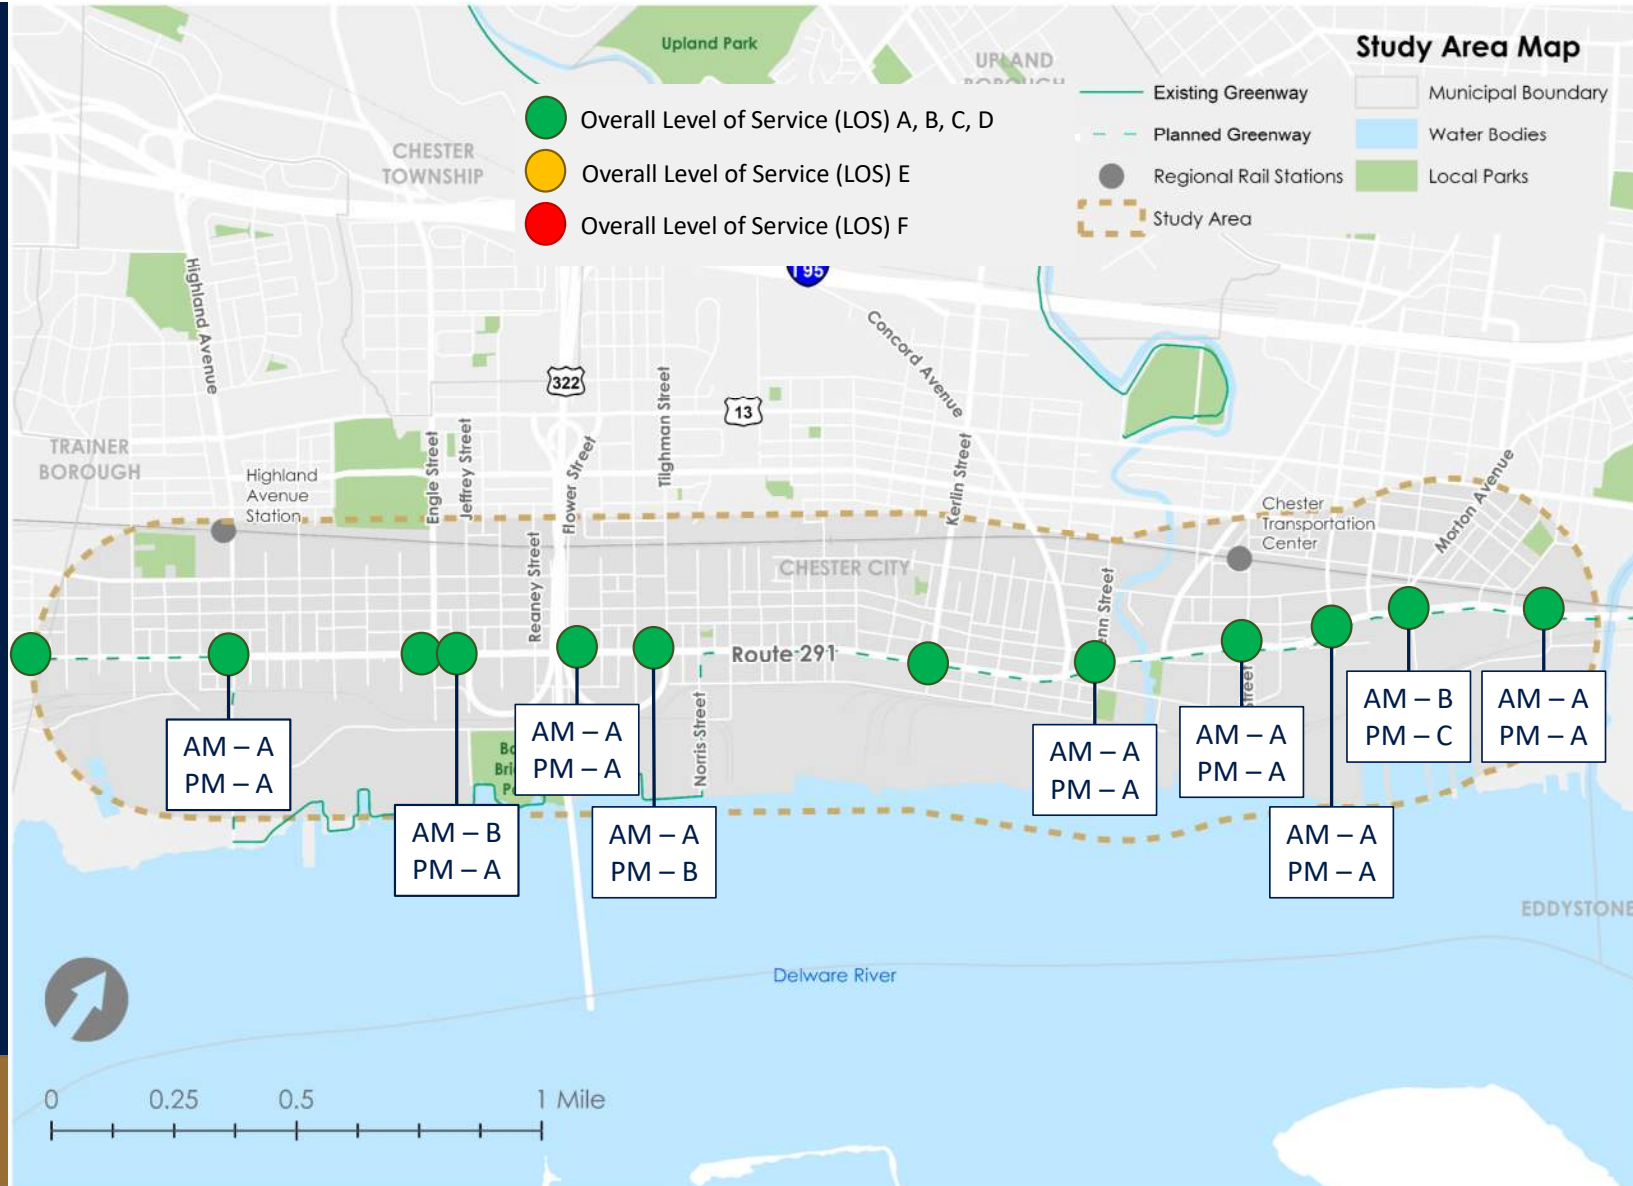 Study Area Map
Existing Greenway
Planned Greenway
Regional Rail Stations
Study Area
Municipal Boundary
Water Bodies
Local Parks
Overall Level of Service (LOS) A, B, C, D
Overall Level of Service (LOS) E
Overall Level of Service (LOS) F
Upland Park
UPLAND
BOROUGH
CHESTER
TOWNSHIP
I 95
Highland Avenue
322
13
Concord Avenue
TRAINER
BOROUGH
Highland
Avenue
Station
Engle Street
Jeffrey Street
Flower Street
Tilghman Street
Kerlin Street
Reaney Street
CHESTER CITY
Chester
Transportation
Center
Morton Avenue
Street
Route 291
Norris Street
Street
AM – A
PM – A
AM – B
PM – A
AM – A
PM – A
AM – A
PM – B
AM – A
PM – A
AM – A
PM – A
AM – A
PM – A
AM – B
PM – C
AM – A
PM – A
EDDYSTONE
Delware River
0 0.25 0.5 1 Mile